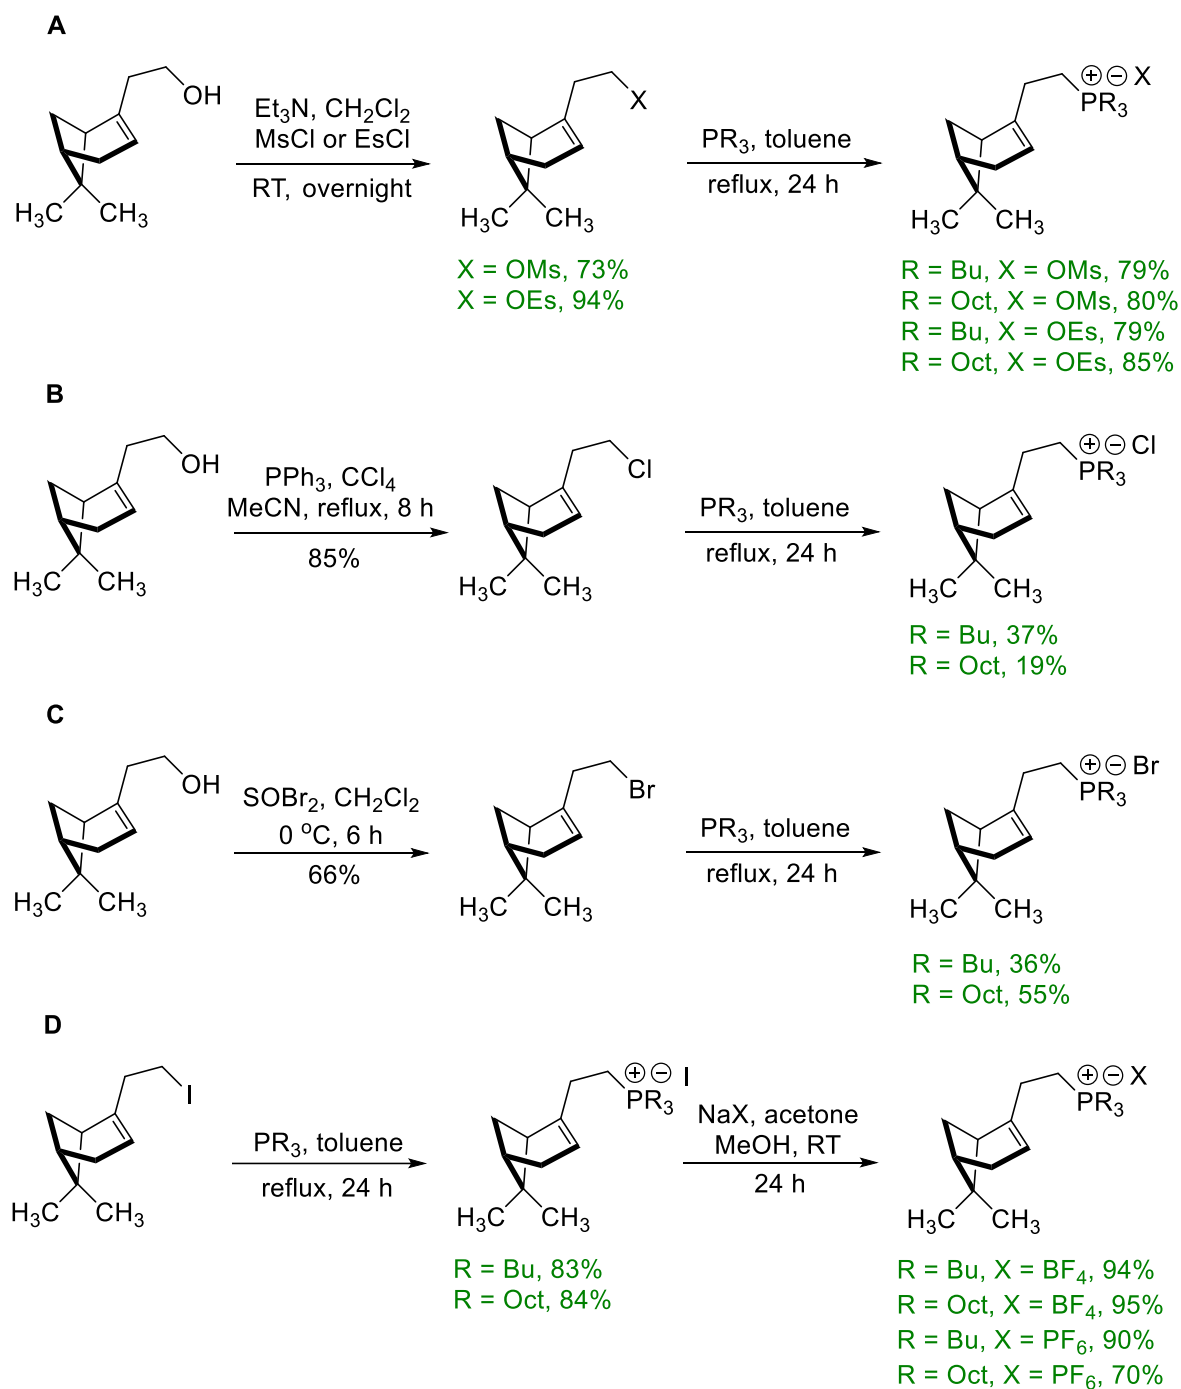 A
OH
Et3N, CH2Cl2
MsCl or EsCl
RT, overnight
H3C CH3
X
H3C CH3
X = OMs, 73%
X = OEs, 94%
PR3, toluene
reflux, 24 h
⊕⊖ X
PR3
H3C CH3
R = Bu, X = OMs, 79%
R = Oct, X = OMs, 80%
R = Bu, X = OEs, 79%
R = Oct, X = OEs, 85%
B
OH
H3C CH3
PPh3, CCl4
MeCN, reflux, 8 h
85%
Cl
H3C CH3
PR3, toluene
reflux, 24 h
⊕⊖ Cl
PR3
H3C CH3
R = Bu, 37%
R = Oct, 19%
C
OH
H3C CH3
SOBr2, CH2Cl2
0 °C, 6 h
66%
Br
H3C CH3
PR3, toluene
reflux, 24 h
⊕⊖ Br
PR3
H3C CH3
R = Bu, 36%
R = Oct, 55%
D
I
H3C CH3
PR3, toluene
reflux, 24 h
⊕⊖ I
PR3
H3C CH3
R = Bu, 83%
R = Oct, 84%
NaX, acetone
MeOH, RT
24 h
⊕⊖ X
PR3
H3C CH3
R = Bu, X = BF4, 94%
R = Oct, X = BF4, 95%
R = Bu, X = PF6, 90%
R = Oct, X = PF6, 70%